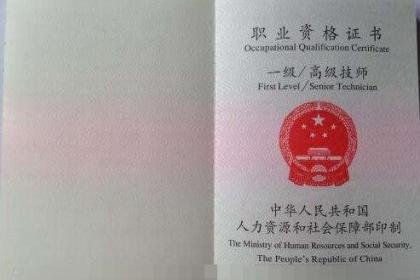 职业资格证书
Occupational Qualification Certificate
一级/高级技师
First Level/Senior Technician
中华人民共和国
人力资源和社会保障部印制
The Ministry of Human Resources and Social Security,
The People's Republic of China